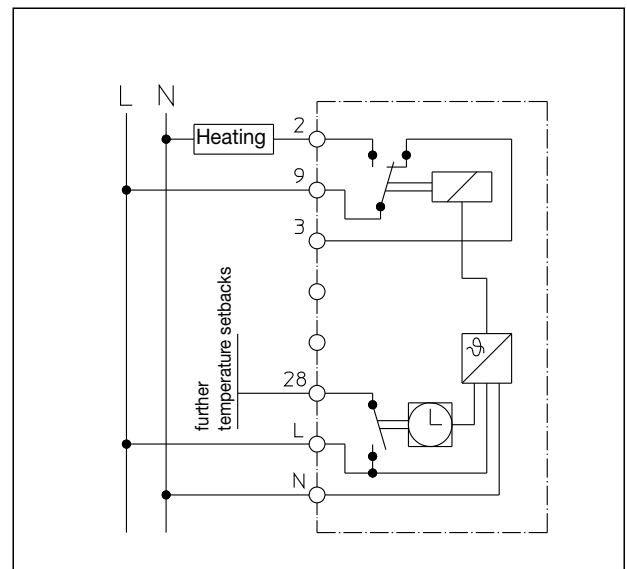 L N
Heating
2
9
3
ϑ
further
temperature setbacks
28
L
N